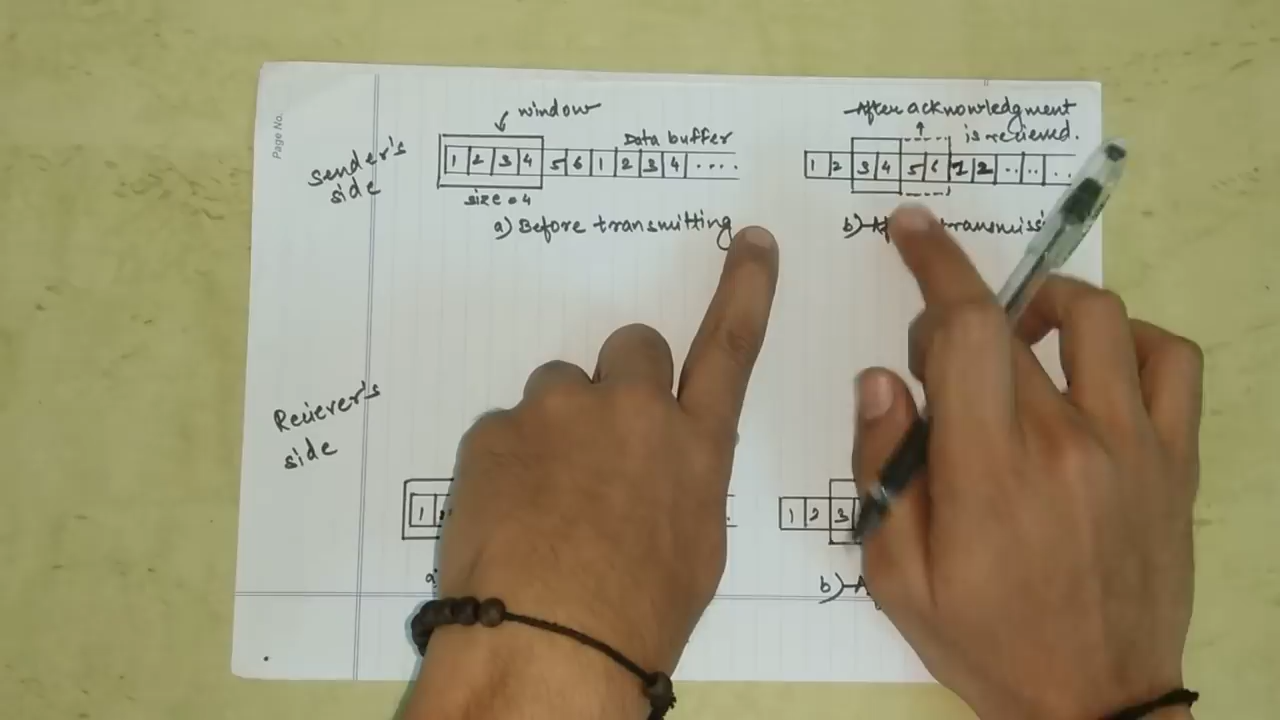 Page No.
Sender's
side
window
Data buffer
1 2 3 4 5 6 1 2 3 4 ....
size = 4
a) Before transmitting
After acknowledgment
is recieved.
1 2 3 4 5 6 1 2 .. .. ..
b)
Reciever's
side
1
a
1 2 3
b)